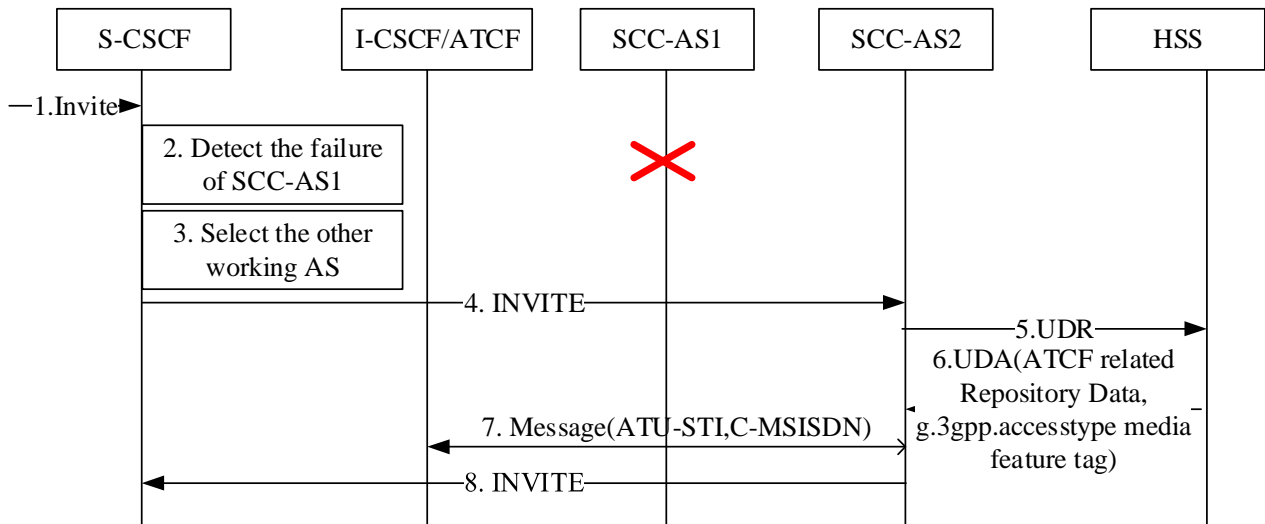 S-CSCF
I-CSCF/ATCF
SCC-AS1
SCC-AS2
HSS
1.Invite
2. Detect the failure
of SCC-AS1
3. Select the other
working AS
4. INVITE
5.UDR
6.UDA(ATCF related
Repository Data,
g.3gpp.accesstype media
feature tag)
7. Message(ATU-STI,C-MSISDN)
8. INVITE